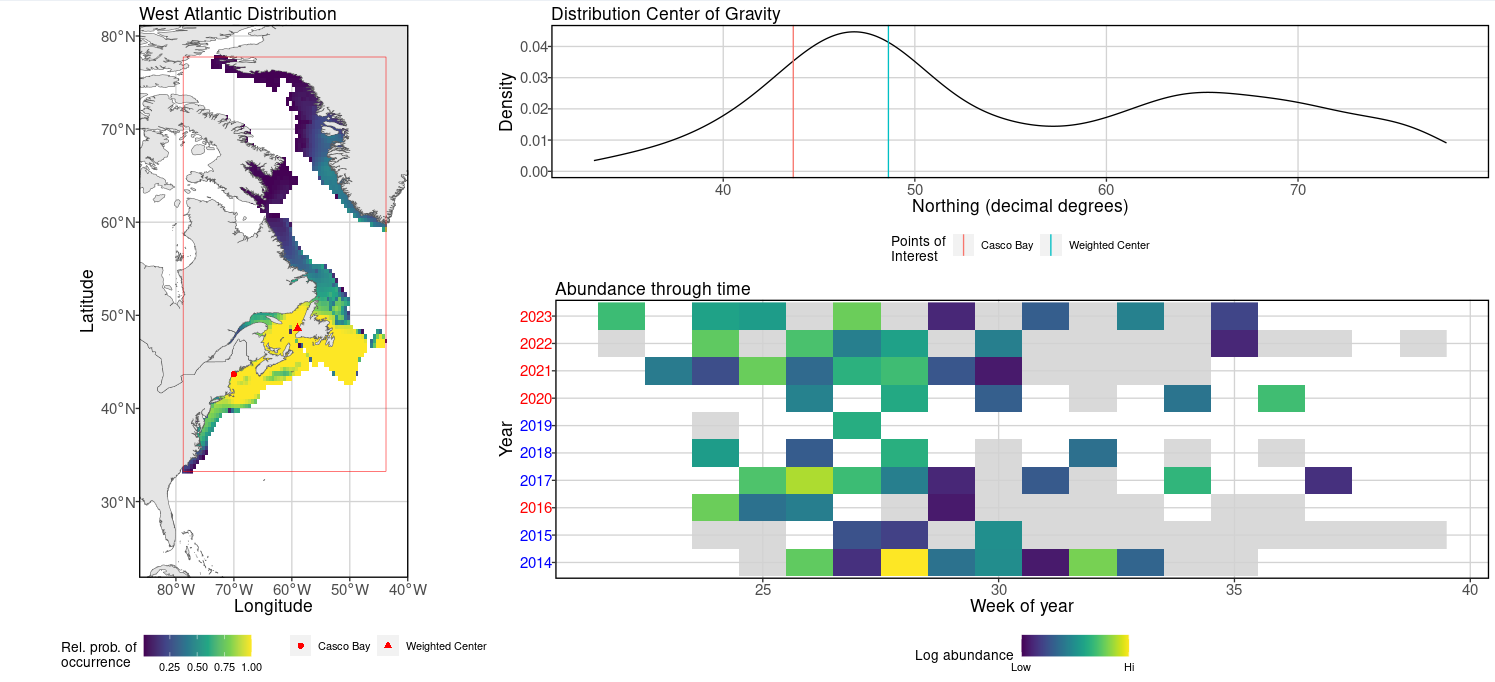 West Atlantic Distribution
80°N
70°N
60°N
50°N
40°N
30°N
Latitude
80°W 70°W 60°W 50°W 40°W
Longitude
Rel. prob. of
occurrence
0.25 0.50 0.75 1.00
Casco Bay
Weighted Center
Distribution Center of Gravity
0.04
0.03
0.02
0.01
0.00
Density
40 50 60 70
Northing (decimal degrees)
Points of
Interest
Casco Bay
Weighted Center
Abundance through time
2023
2022
2021
2020
2019
2018
2017
2016
2015
2014
Year
25 30 35 40
Week of year
Log abundance
Low Hi